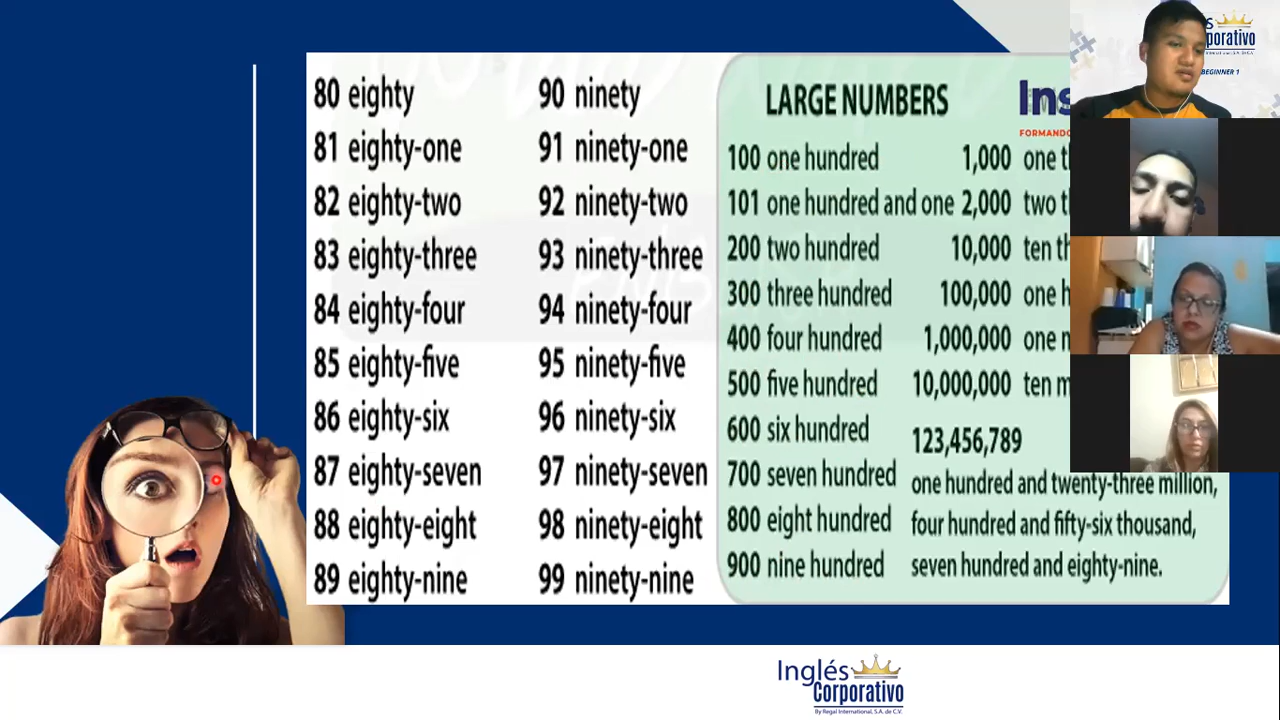 80 eighty
81 eighty-one
82 eighty-two
83 eighty-three
84 eighty-four
85 eighty-five
86 eighty-six
87 eighty-seven
88 eighty-eight
89 eighty-nine
90 ninety
91 ninety-one
92 ninety-two
93 ninety-three
94 ninety-four
95 ninety-five
96 ninety-six
97 ninety-seven
98 ninety-eight
99 ninety-nine
LARGE NUMBERS
100 one hundred
101 one hundred and one
200 two hundred
300 three hundred
400 four hundred
500 five hundred
600 six hundred
700 seven hundred
800 eight hundred
900 nine hundred
1,000 one
2,000
10,000 ten
100,000 one
1,000,000 one
10,000,000 ten
123,456,789
one hundred and twenty-three million,
four hundred and fifty-six thousand,
seven hundred and eighty-nine.
BEGINNER 1
Inglés
Corporativo
By Regal International, S.A. de C.V.